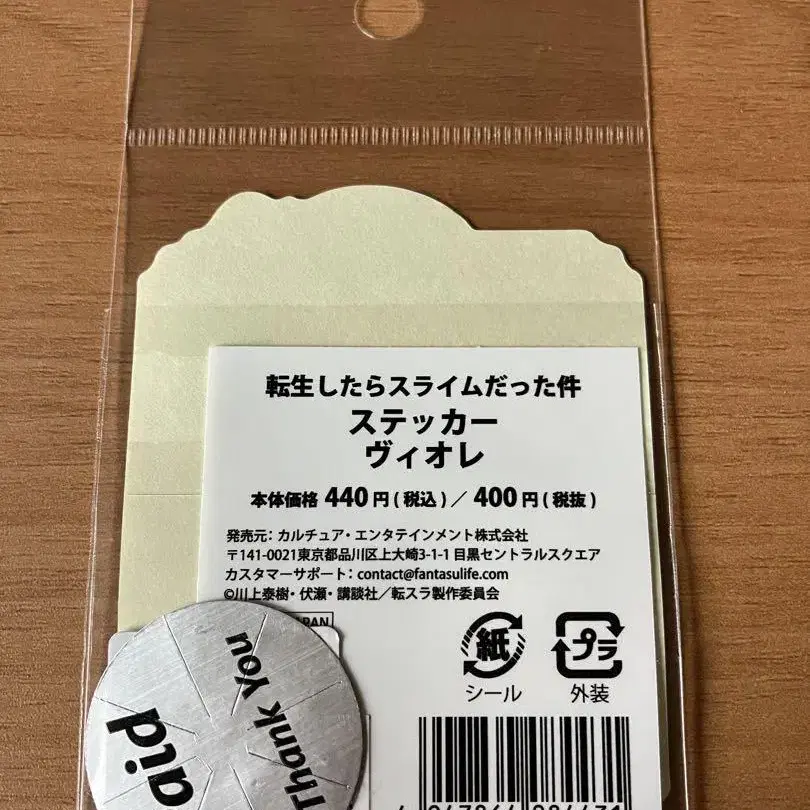 転生したらスライムだった件
ステッカー
ヴィオレ
本体価格 440円(税込)／400円(税抜)
発売元：カルチュア・エンタテインメント株式会社
〒141-0021東京都品川区上大崎3-1-1 目黒セントラルスクエア
カスタマーサポート：contact@fantasulife.com
©川上泰樹・伏瀬・講談社／転スラ製作委員会
紙
シール
プラ
外装
Thank You